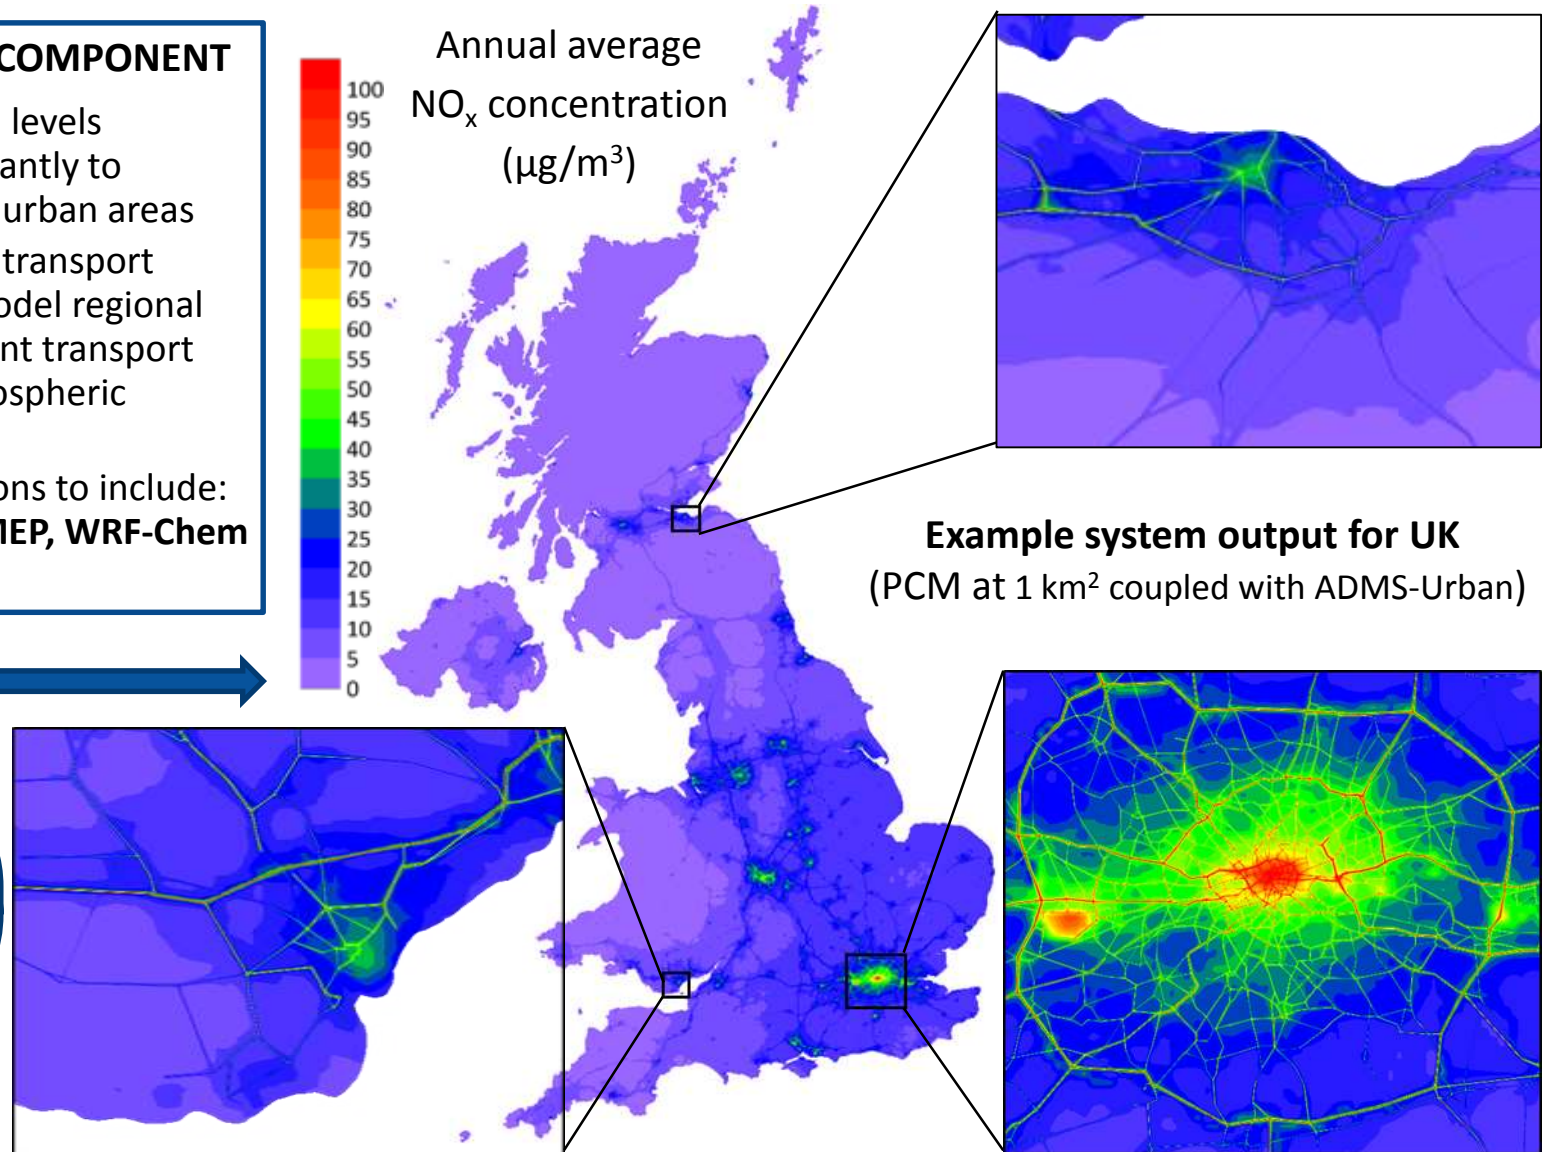 COMPONENT
levels
antly to
urban areas
transport
odel regional
nt transport
ospheric
ons to include:
MEP, WRF-Chem
100
95
90
85
80
75
70
65
60
55
50
45
40
35
30
25
20
15
10
5
0
Annual average
NOₓ concentration
(µg/m³)
Example system output for UK
(PCM at 1 km² coupled with ADMS-Urban)